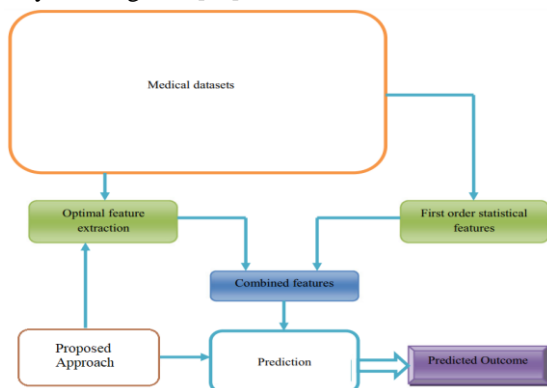 Medical datasets
Optimal feature
extraction
First order statistical
features
Combined features
Proposed
Approach
Prediction
Predicted Outcome